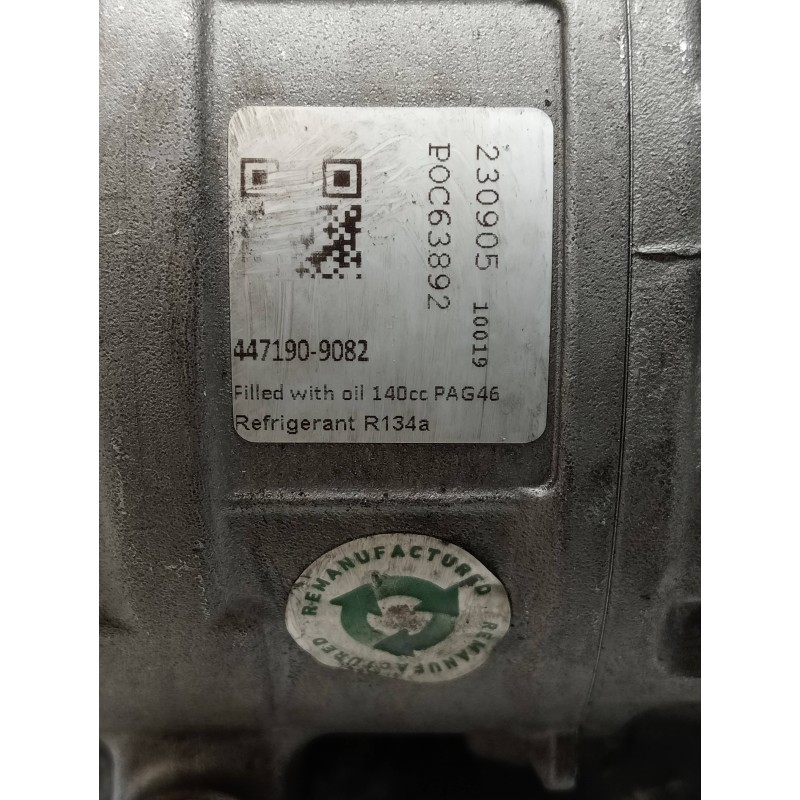 230905 10019
POC63892
447190-9082
Filled with oil 140cc PAG46
Refrigerant R134a
REMANUFACTURED
REMANUFACTURED